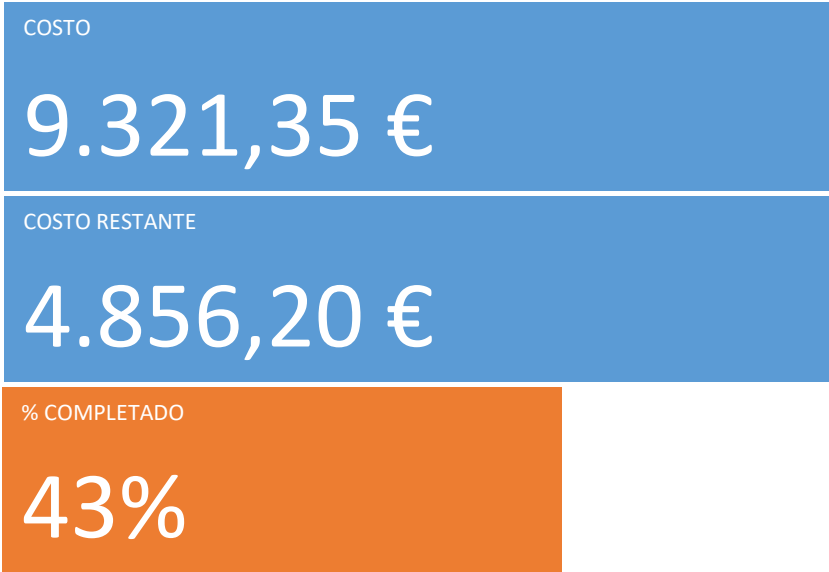 COSTO
9.321,35 €
COSTO RESTANTE
4.856,20 €
% COMPLETADO
43%